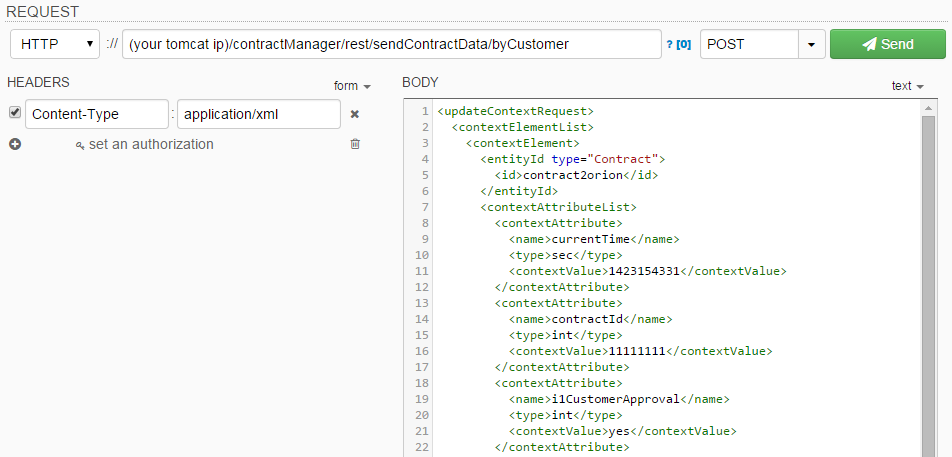 REQUEST
HTTP :// (your tomcat ip)/contractManager/rest/sendContractData/byCustomer ? [0] POST Send
HEADERS form
Content-Type : application/xml
set an authorization
BODY text
1 <updateContextRequest>
2 <contextElementList>
3 <contextElement>
4 <entityId type="Contract">
5 <id>contract2orion</id>
6 </entityId>
7 <contextAttributeList>
8 <contextAttribute>
9 <name>currentTime</name>
10 <type>sec</type>
11 <contextValue>1423154331</contextValue>
12 </contextAttribute>
13 <contextAttribute>
14 <name>contractId</name>
15 <type>int</type>
16 <contextValue>11111111</contextValue>
17 </contextAttribute>
18 <contextAttribute>
19 <name>i1CustomerApproval</name>
20 <type>int</type>
21 <contextValue>yes</contextValue>
22 </contextAttribute>